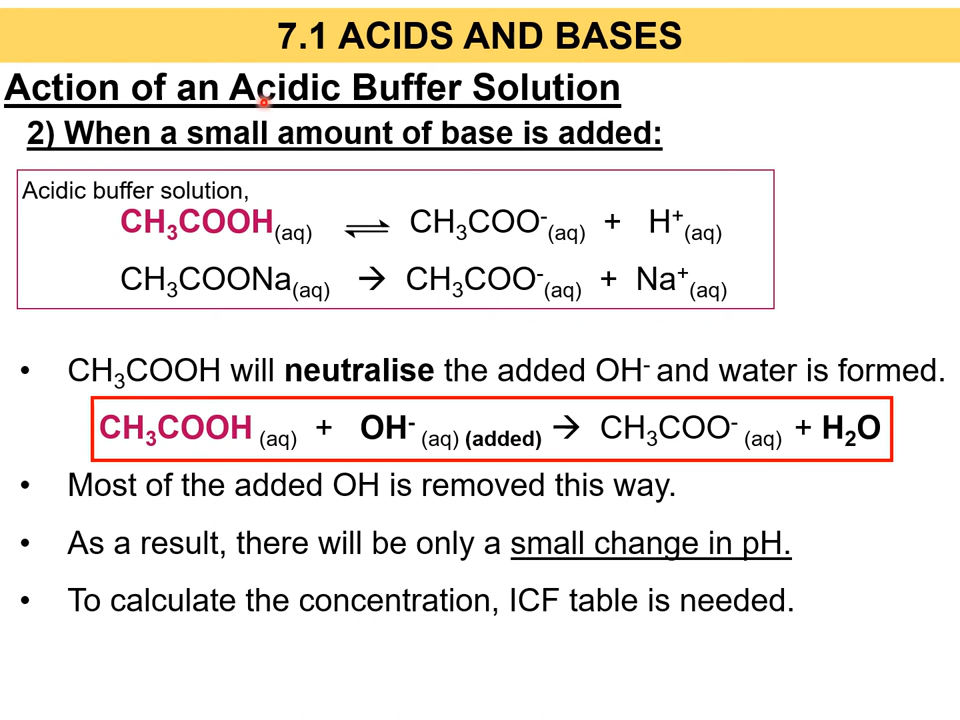 7.1 ACIDS AND BASES
Action of an Acidic Buffer Solution
2) When a small amount of base is added:
Acidic buffer solution,
CH₃COOH(aq) ⇌ CH₃COO⁻(aq) + H⁺(aq)
CH₃COONa(aq) → CH₃COO⁻(aq) + Na⁺(aq)
• CH₃COOH will neutralise the added OH⁻ and water is formed.
CH₃COOH (aq) + OH⁻ (aq) (added) → CH₃COO⁻ (aq) + H₂O
• Most of the added OH is removed this way.
• As a result, there will be only a small change in pH.
• To calculate the concentration, ICF table is needed.